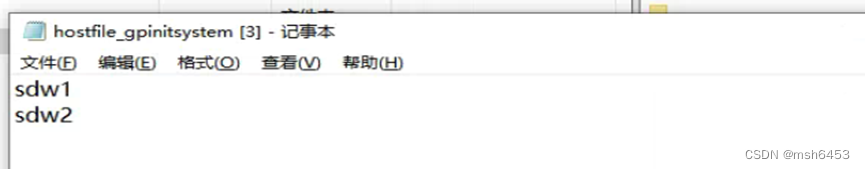 hostfile_gpinitsystem [3] - 记事本
文件(F) 编辑(E) 格式(O) 查看(V) 帮助(H)
sdw1
sdw2
CSDN @msh6453